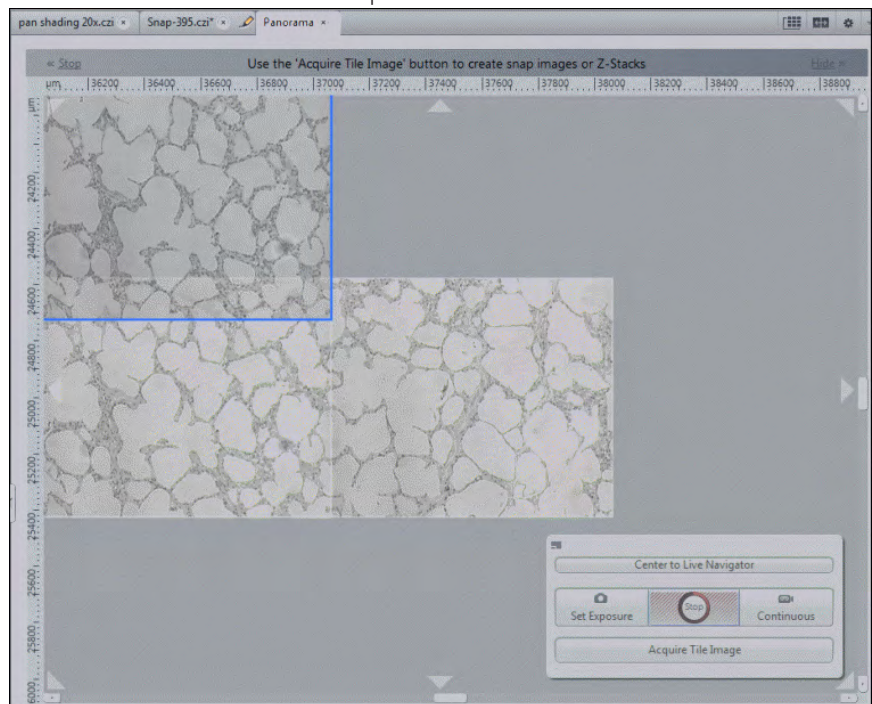 pan shading 20x.czi × Snap-395.czi* × Panorama ×
« Stop Use the 'Acquire Tile Image' button to create snap images or Z-Stacks Hide ×
µm 36200 36400 36600 36800 37000 37200 37400 37600 37800 38000 38200 38400 38600 38800
µm
24200
24400
24600
24800
25000
25200
25400
25600
25800
26000
Center to Live Navigator
Set Exposure Stop Continuous
Acquire Tile Image